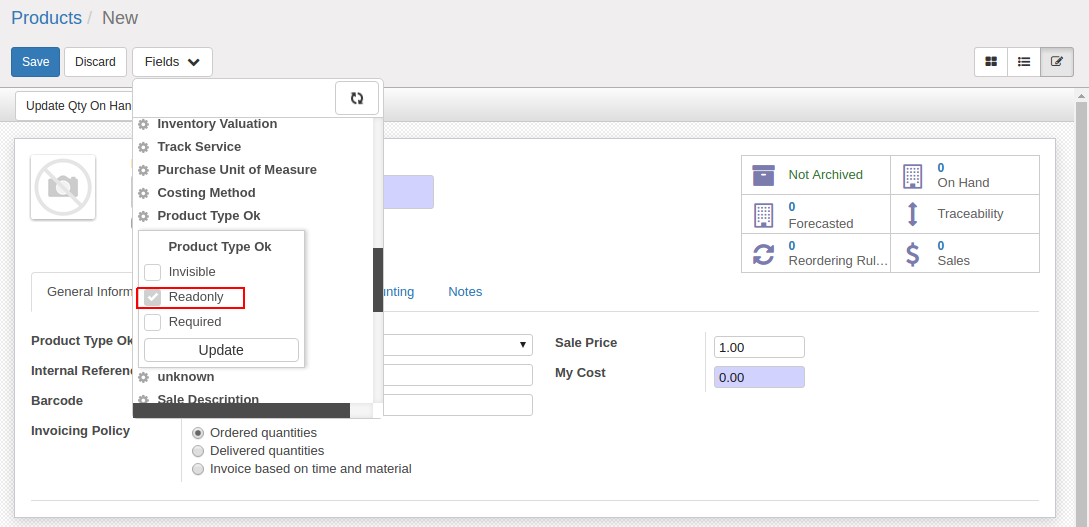 Products / New
Save Discard Fields
Update Qty On Han
Inventory Valuation
Track Service
Purchase Unit of Measure
Costing Method
Product Type Ok
Product Type Ok
Invisible
Readonly
Required
Update
unknown
Sale Description
Not Archived
0
On Hand
0
Forecasted
Traceability
0
Reordering Rul...
0
Sales
General Inform
nting
Notes
Product Type Ok
Internal Referen
Barcode
Invoicing Policy
Ordered quantities
Delivered quantities
Invoice based on time and material
Sale Price
1.00
My Cost
0.00